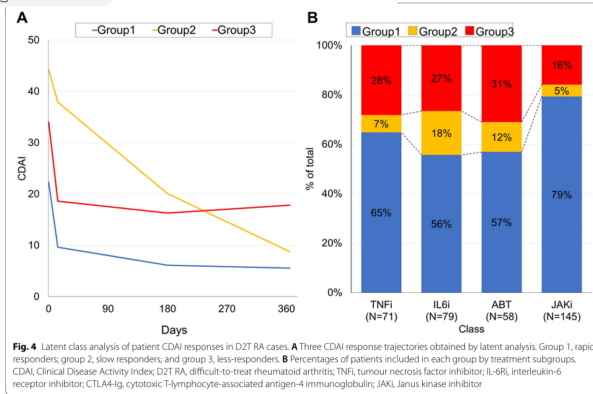 A
Group1 Group2 Group3
50
40
30
20
10
0
CDAI
0 90 180 270 360
Days
B
Group1 Group2 Group3
100%
80%
60%
40%
20%
0%
% of total
28% 27% 31% 16%
7% 18% 12% 5%
65% 56% 57% 79%
TNFi IL6i ABT JAKi
(N=71) (N=79) (N=58) (N=145)
Class
Fig. 4 Latent class analysis of patient CDAI responses in D2T RA cases. A Three CDAI response trajectories obtained by latent analysis. Group 1, rapid
responders; group 2, slow responders; and group 3, less-responders. B Percentages of patients included in each group by treatment subgroups.
CDAI, Clinical Disease Activity Index; D2T RA, difficult-to-treat rheumatoid arthritis; TNFi, tumour necrosis factor inhibitor; IL-6Ri, interleukin-6
receptor inhibitor; CTLA4-Ig, cytotoxic T-lymphocyte-associated antigen-4 immunoglobulin; JAKi, Janus kinase inhibitor